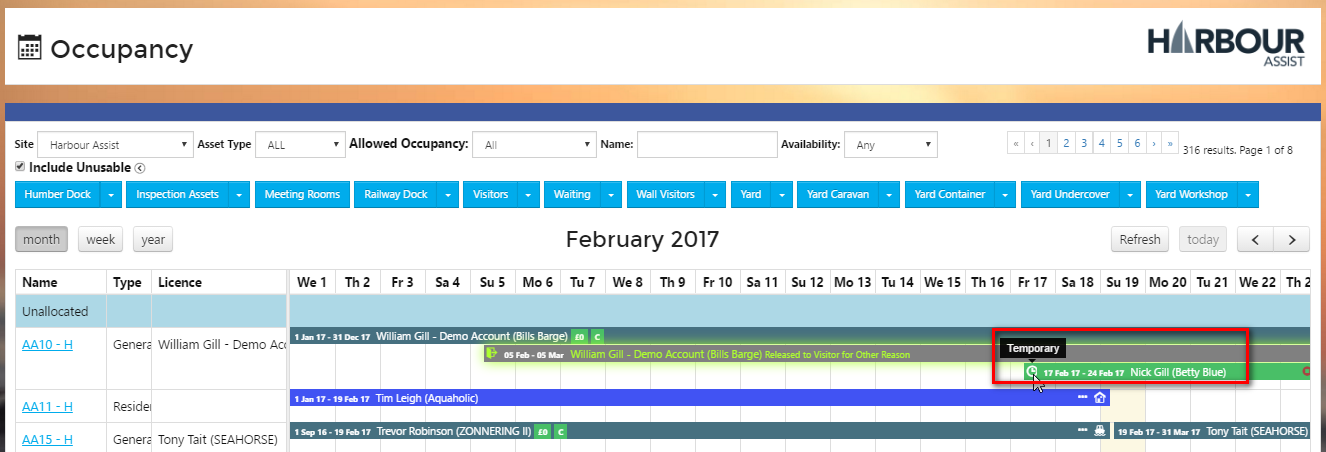 Occupancy
HARBOUR
ASSIST
Site Harbour Assist Asset Type ALL Allowed Occupancy: All Name: Availability: Any « ‹ 1 2 3 4 5 6 › » 316 results. Page 1 of 8
Include Unusable
Humber Dock Inspection Assets Meeting Rooms Railway Dock Visitors Waiting Wall Visitors Yard Yard Caravan Yard Container Yard Undercover Yard Workshop
month week year February 2017 Refresh today
Name Type Licence We 1 Th 2 Fr 3 Sa 4 Su 5 Mo 6 Tu 7 We 8 Th 9 Fr 10 Sa 11 Su 12 Mo 13 Tu 14 We 15 Th 16 Fr 17 Sa 18 Su 19 Mo 20 Tu 21 We 22 Th 2
Unallocated
AA10 - H Genera William Gill - Demo Acc 1 Jan 17 - 31 Dec 17 William Gill - Demo Account (Bills Barge) £0 C
05 Feb - 05 Mar William Gill - Demo Account (Bills Barge) Released to Visitor for Other Reason
Temporary
17 Feb 17 - 24 Feb 17 Nick Gill (Betty Blue)
AA11 - H Resider 1 Jan 17 - 19 Feb 17 Tim Leigh (Aquaholic)
AA15 - H Genera Tony Tait (SEAHORSE) 1 Sep 16 - 19 Feb 17 Trevor Robinson (ZONNERING II) £0 C 19 Feb 17 - 31 Mar 17 Tony Tait (SEAHORSE)